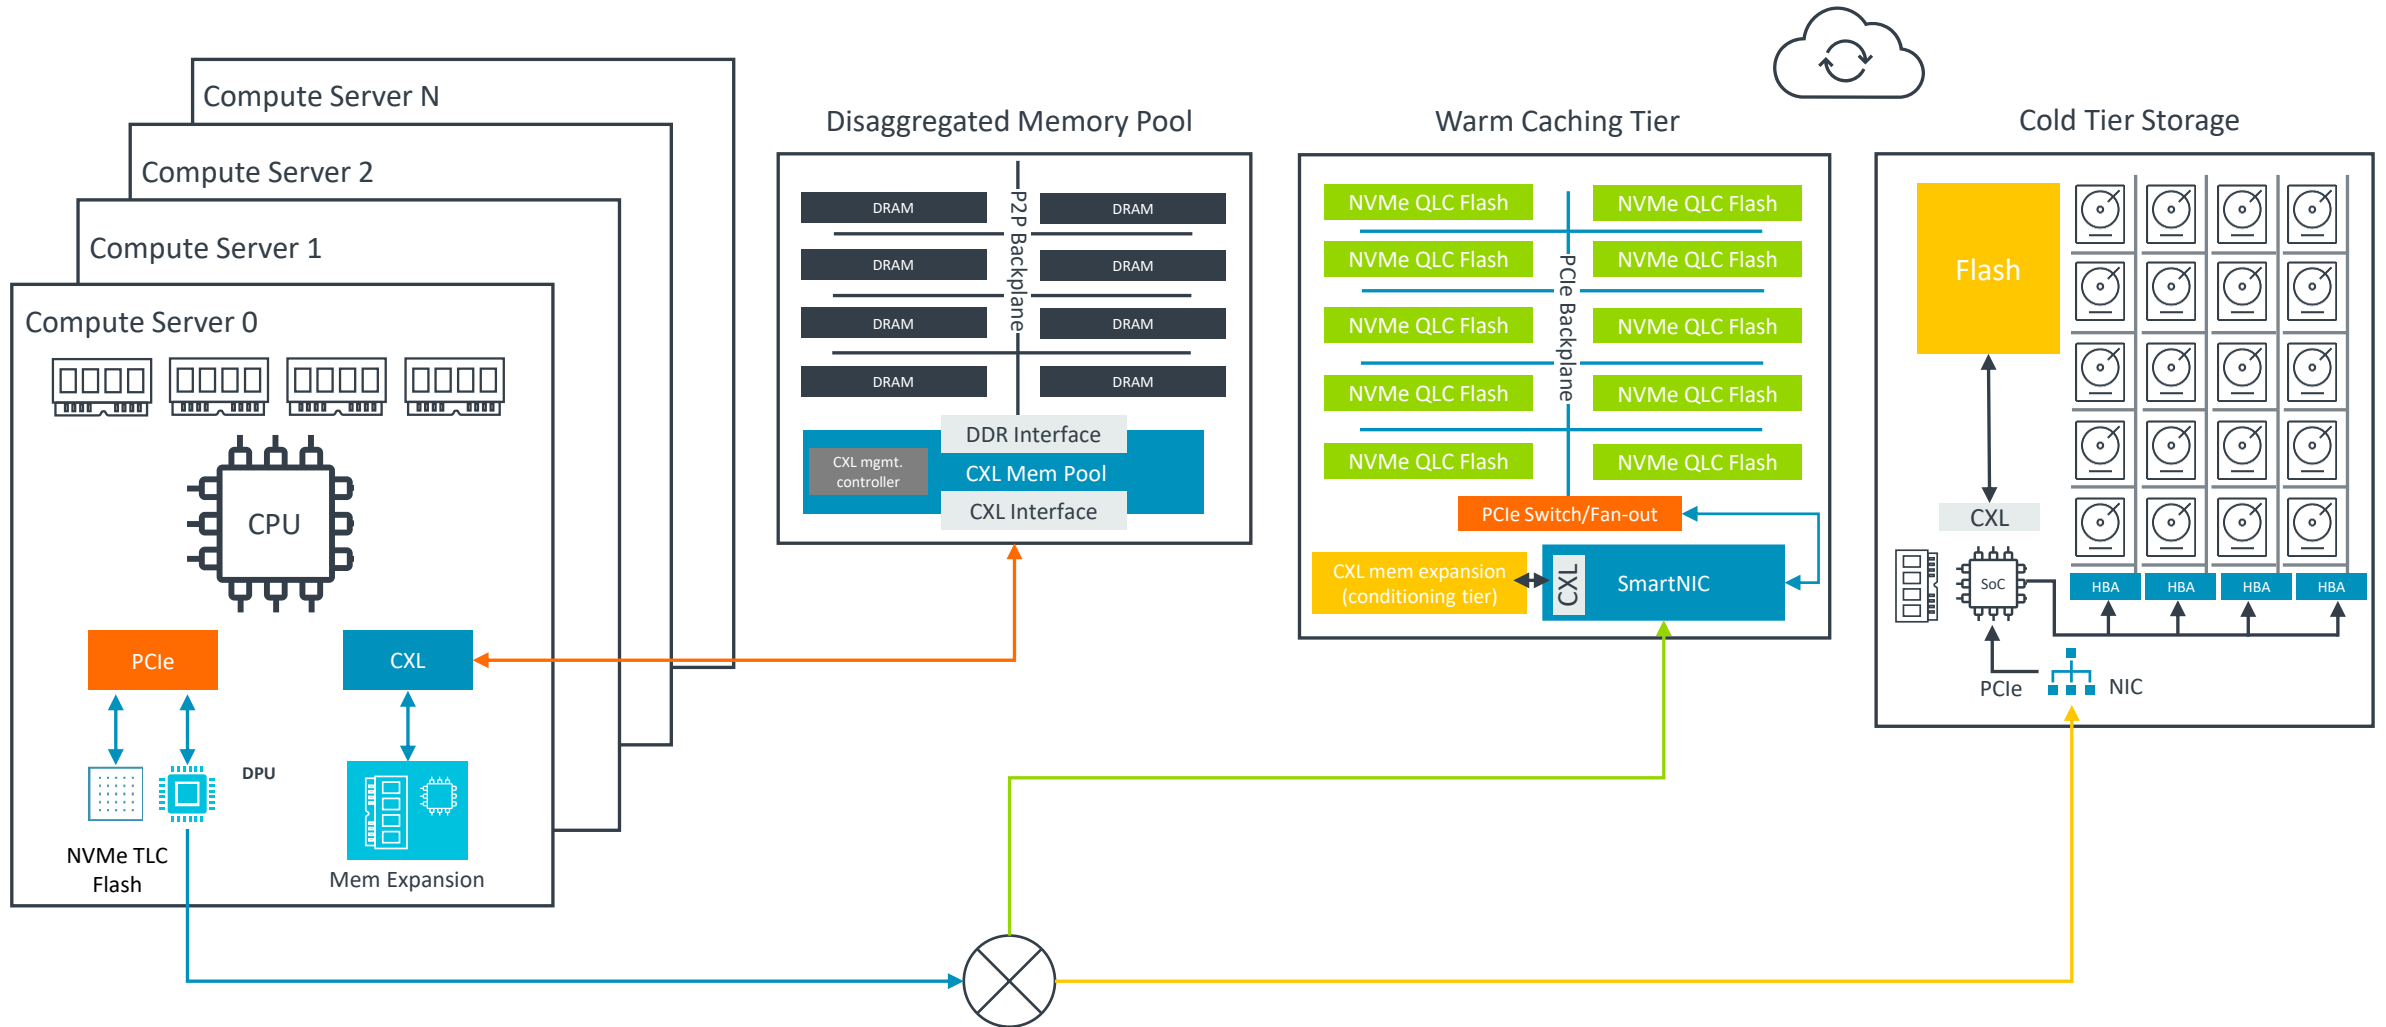 Compute Server N
Compute Server 2
Compute Server 1
Compute Server 0
CPU
PCIe
CXL
DPU
NVMe TLC
Flash
Mem Expansion
Disaggregated Memory Pool
P2P Backplane
DRAM
DRAM
DRAM
DRAM
DRAM
DRAM
DRAM
DRAM
DDR Interface
CXL mgmt.
controller
CXL Mem Pool
CXL Interface
Warm Caching Tier
PCIe Backplane
NVMe QLC Flash
NVMe QLC Flash
NVMe QLC Flash
NVMe QLC Flash
NVMe QLC Flash
NVMe QLC Flash
NVMe QLC Flash
NVMe QLC Flash
NVMe QLC Flash
NVMe QLC Flash
PCIe Switch/Fan-out
CXL mem expansion
(conditioning tier)
CXL
SmartNIC
Cold Tier Storage
Flash
CXL
SoC
HBA
HBA
HBA
HBA
PCIe
NIC